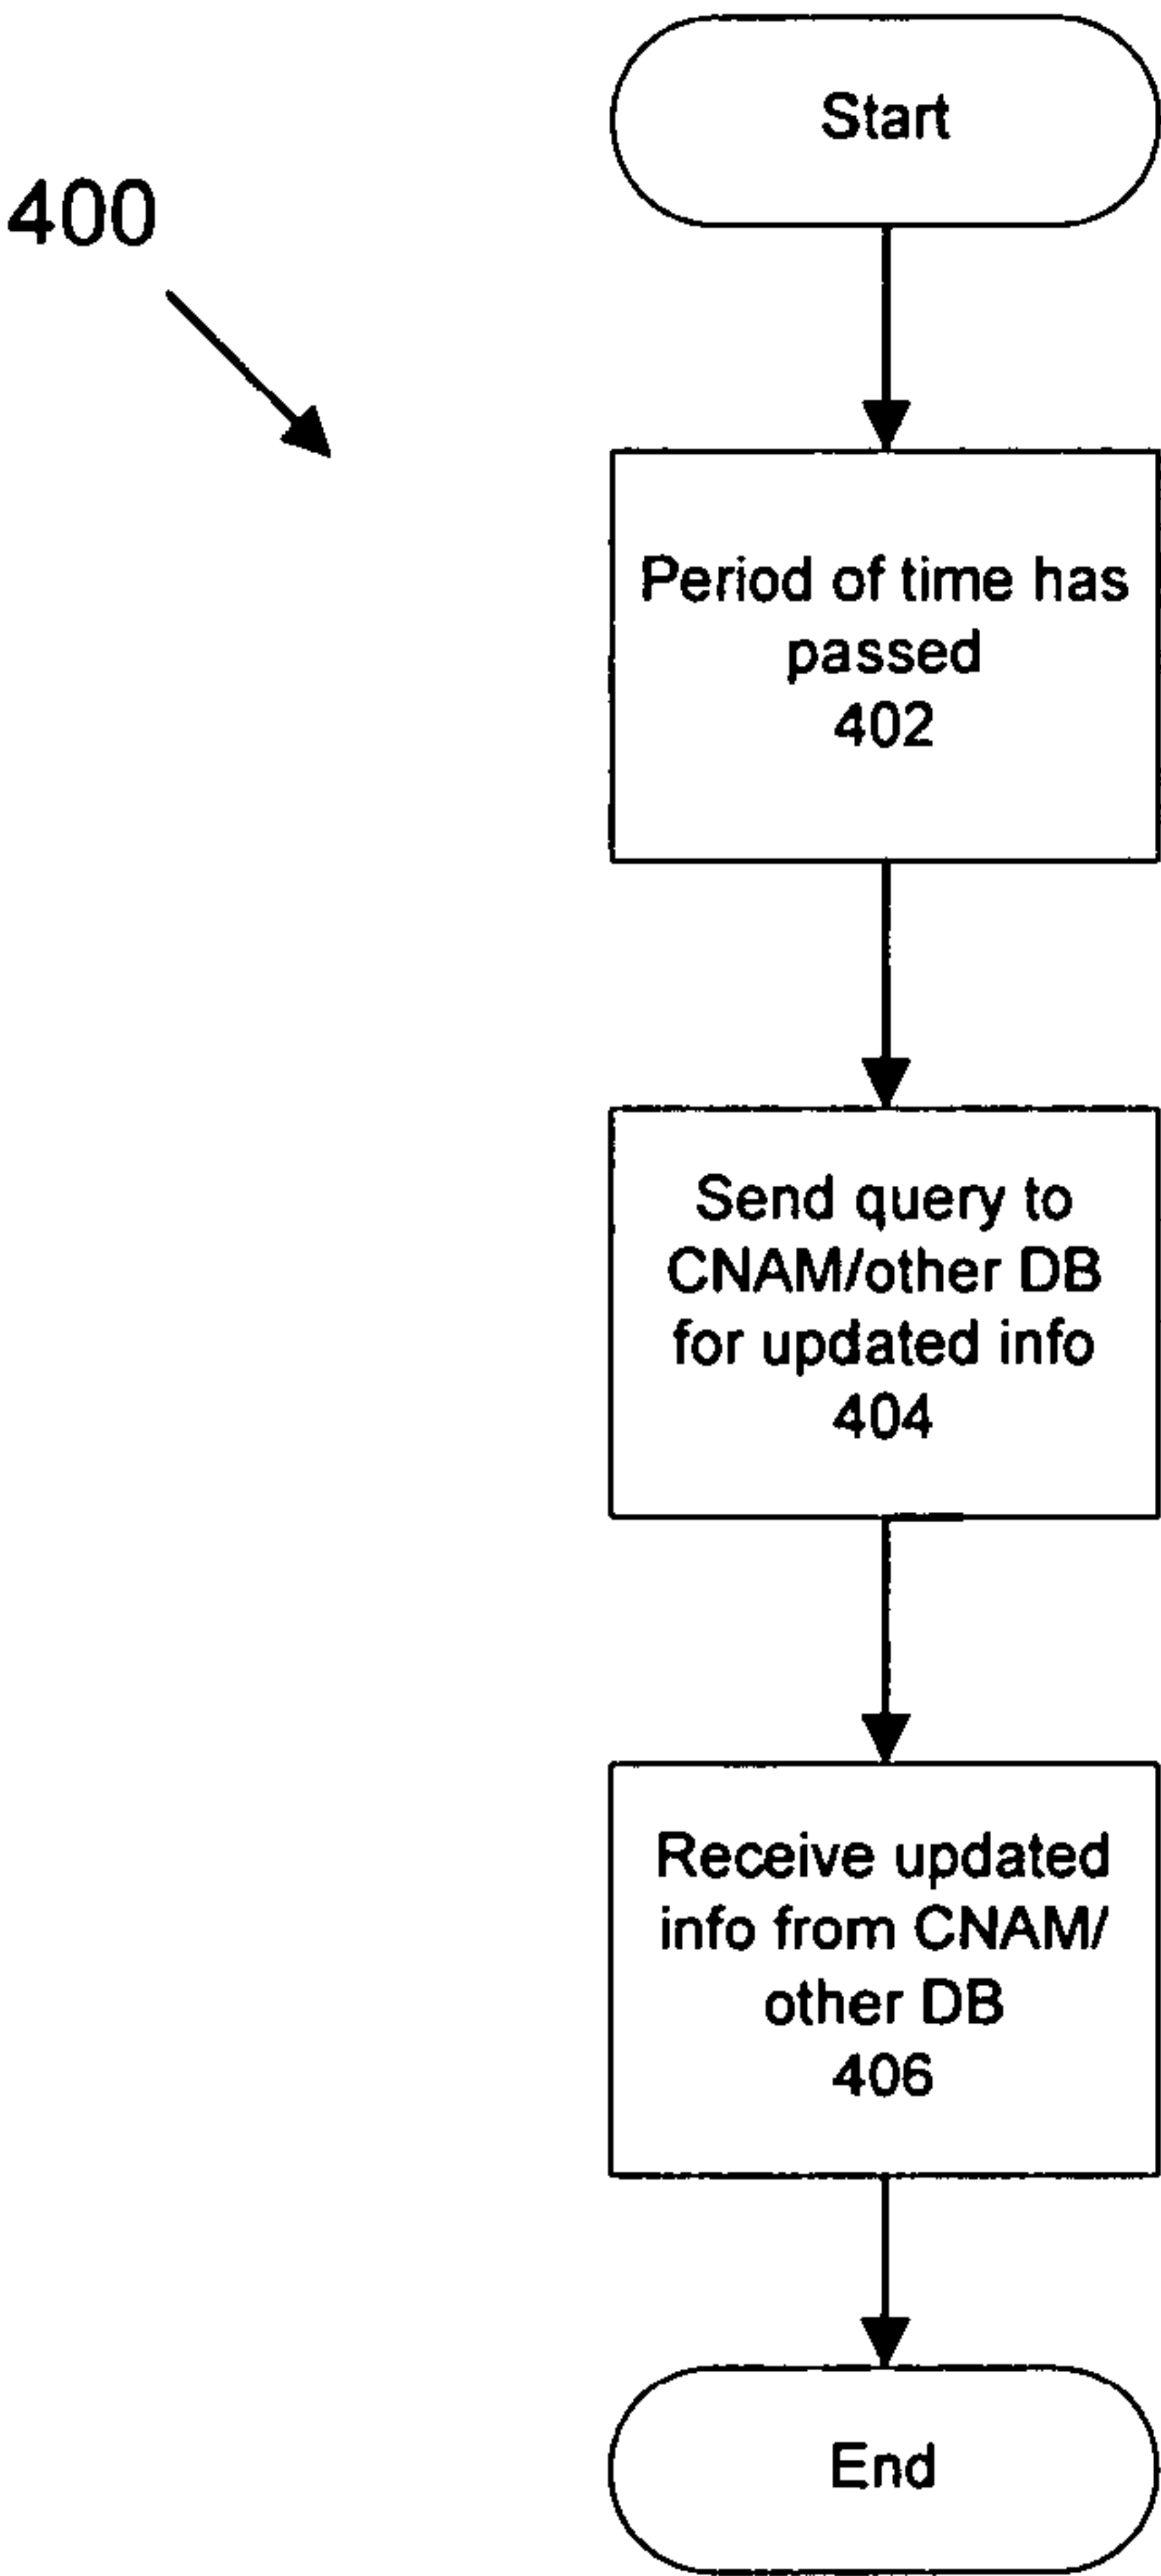 Start
400
Period of time has
passed
402
Send query to
CNAM/other DB
for updated info
404
Receive updated
info from CNAM/
other DB
406
End